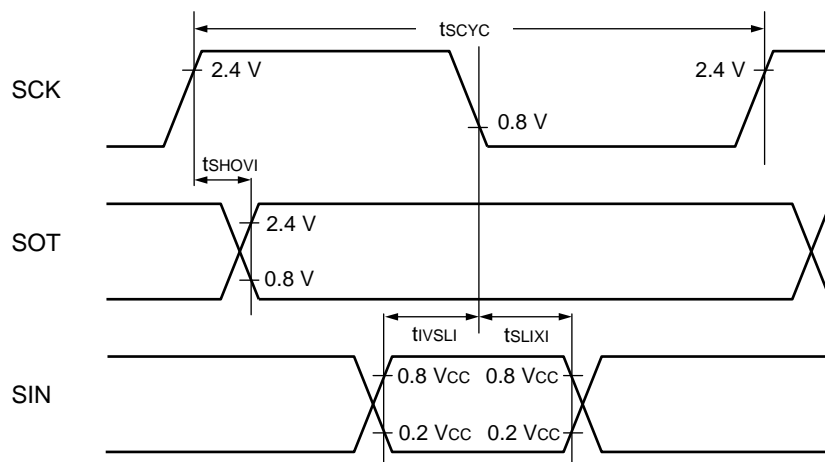 tSCYC
SCK
2.4 V
2.4 V
0.8 V
tSHOVI
SOT
2.4 V
0.8 V
tIVSLI
tSLIXI
SIN
0.8 VCC
0.8 VCC
0.2 VCC
0.2 VCC